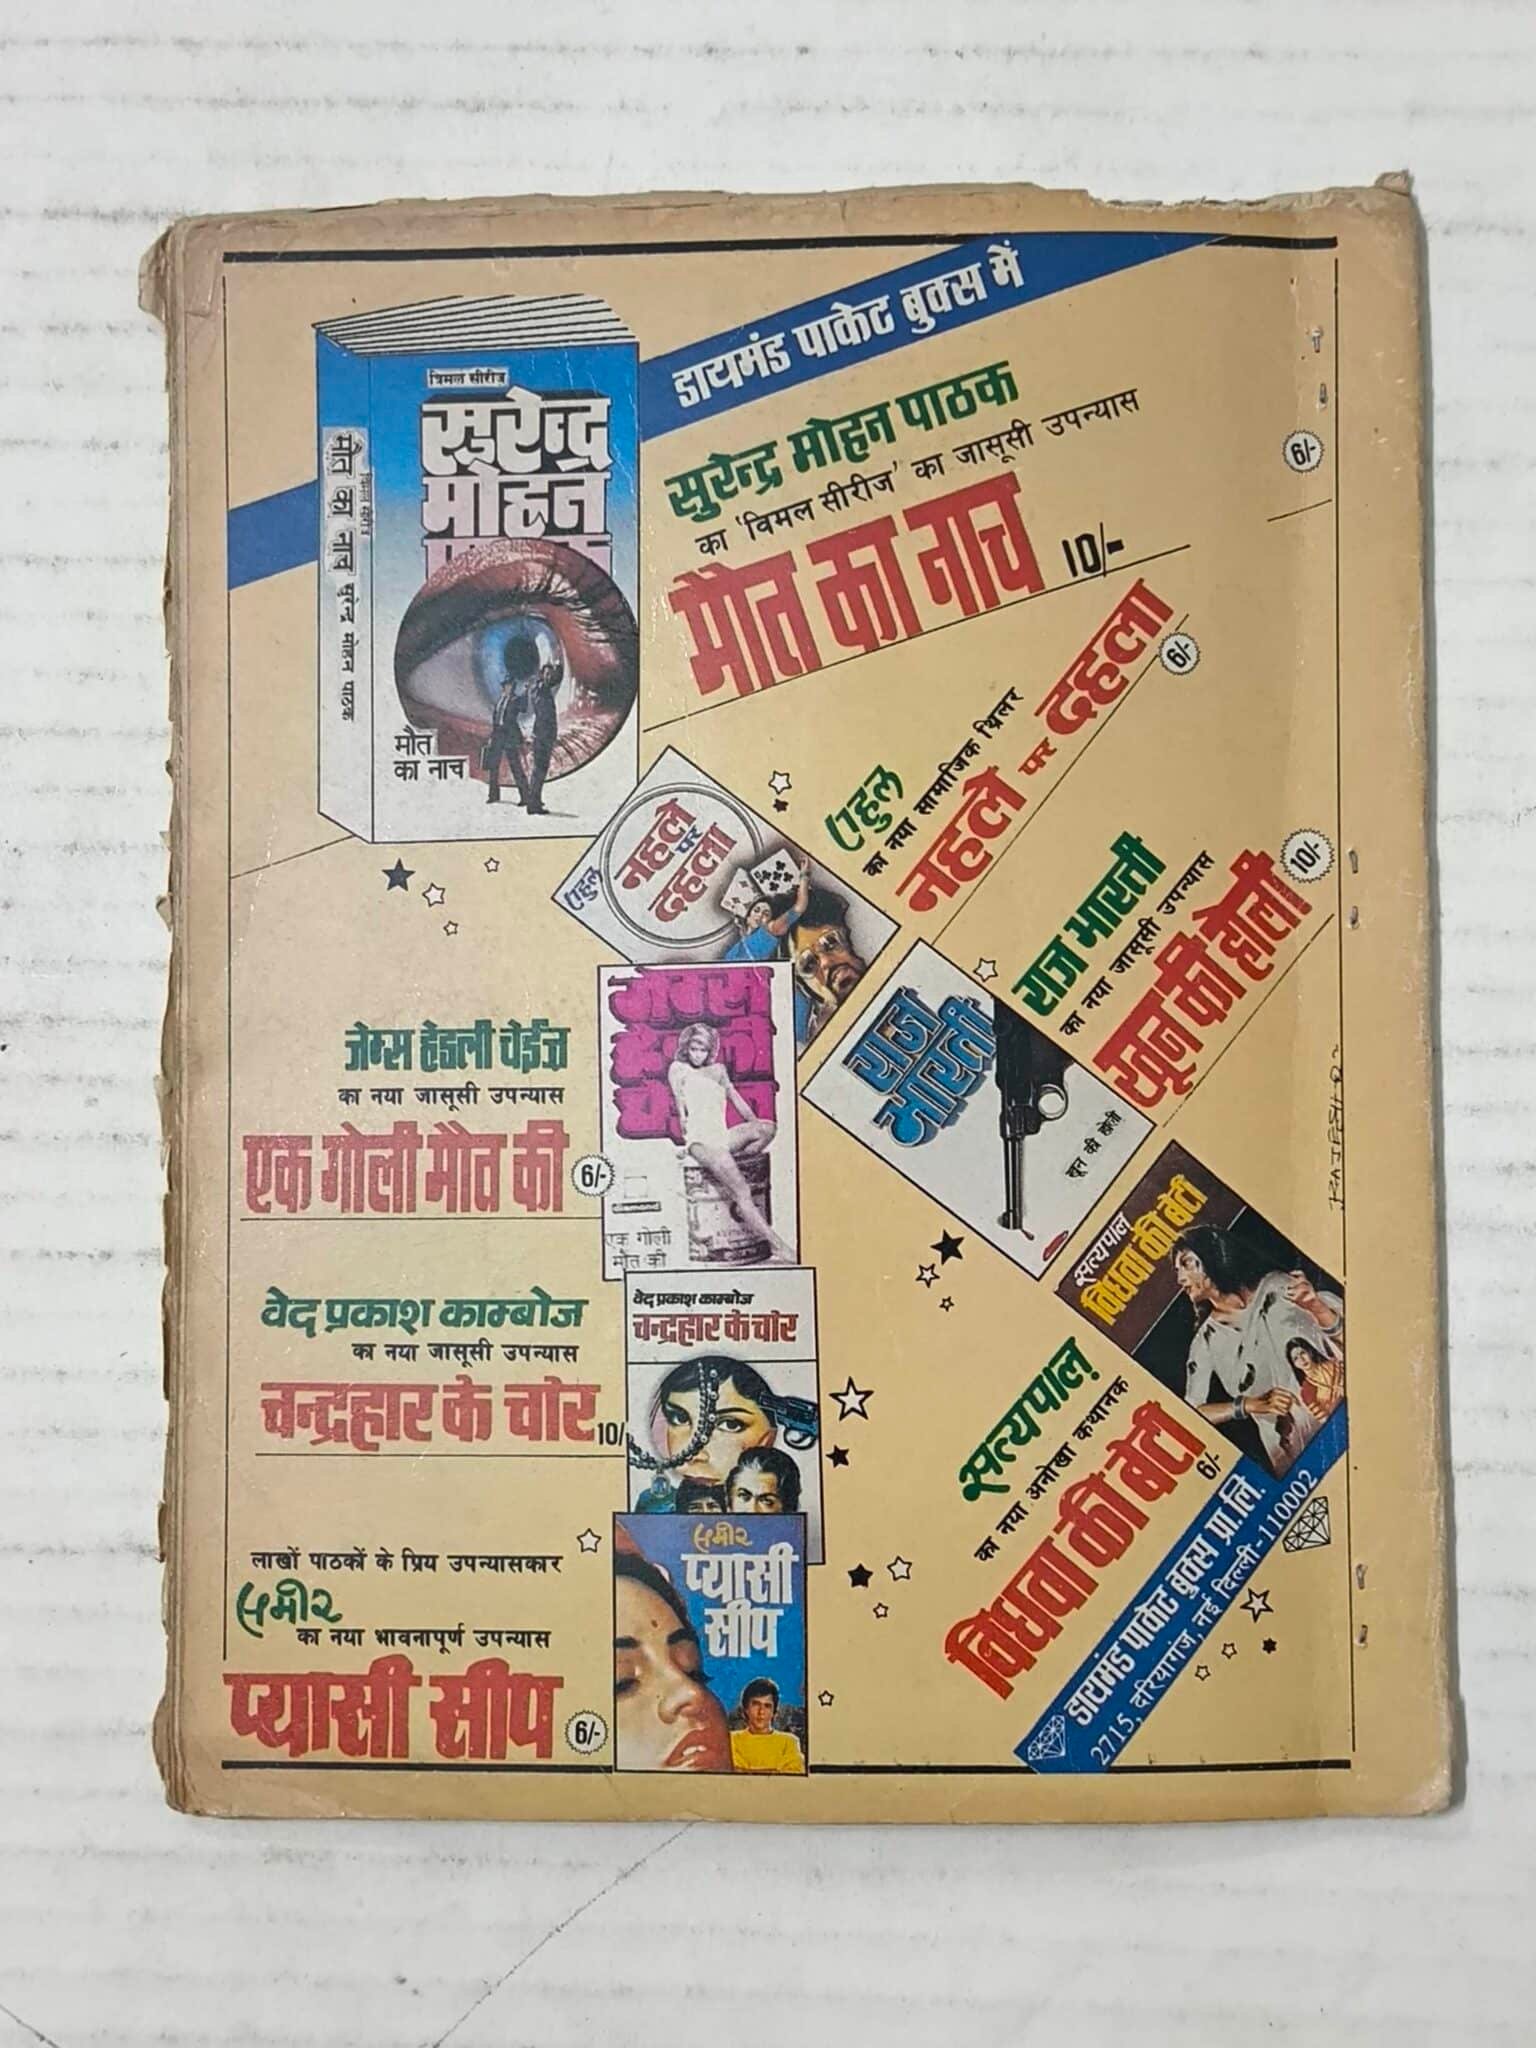 डायमंड पाकेट बुक्स में
सुरेन्द्र मोहन पाठक
का 'विमल सीरीज' का जासूसी उपन्यास
मौत का नाच 10/-
6/-
विमल सीरीज़
सुरेन्द्र
मोहन
मौत
का नाच
मौत का नाच सुरेन्द्र मोहन पाठक
राहुल
का नया सामाजिक थ्रिलर
नहले पर दहला
6/-
राहुल
नहले
पर
दहला
राज भारती
का नया जासूसी उपन्यास
खून की होली
10/-
राज
भारती
खून की होली
जेम्स हेडली चेईज़
का नया जासूसी उपन्यास
एक गोली मौत की 6/-
एक गोली
मौत की
वेद प्रकाश काम्बोज
का नया जासूसी उपन्यास
चन्द्रहार के चोर 10/-
वेद प्रकाश काम्बोज
चन्द्रहार के चोर
सत्यपाल
विधवा की बेटी
सत्यपाल
का नया अनोखा कथानक
विधवा की बेटी 6/-
लाखों पाठकों के प्रिय उपन्यासकार
समीर
का नया भावनापूर्ण उपन्यास
प्यासी सीप 6/-
समीर
प्यासी
सीप
डायमंड पाकेट बुक्स प्रा.लि.
2715, दरियागंज, नई दिल्ली-110002